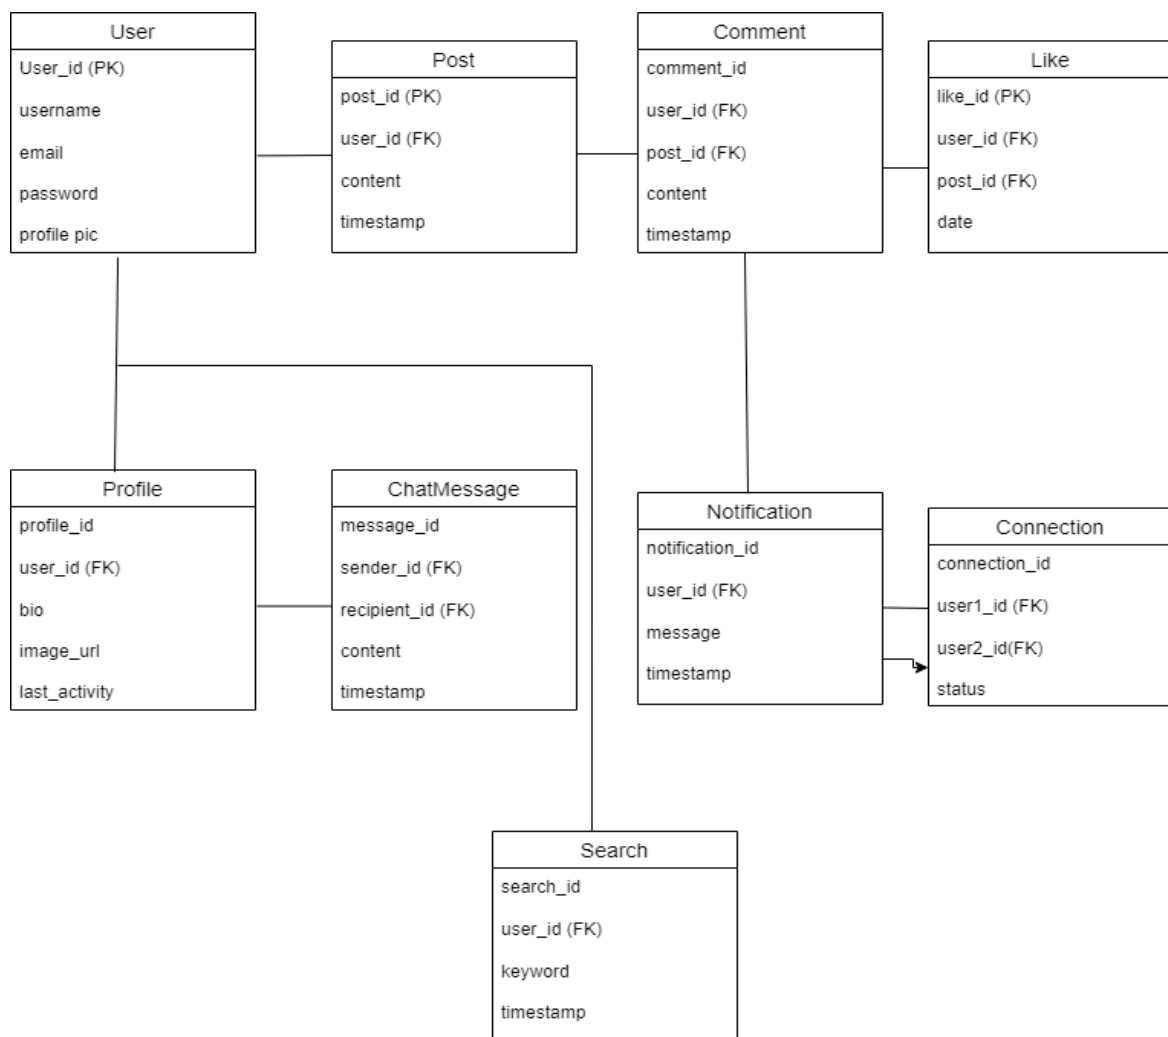 User
User_id (PK)
username
email
password
profile pic
Post
post_id (PK)
user_id (FK)
content
timestamp
Comment
comment_id
user_id (FK)
post_id (FK)
content
timestamp
Like
like_id (PK)
user_id (FK)
post_id (FK)
date
Profile
profile_id
user_id (FK)
bio
image_url
last_activity
ChatMessage
message_id
sender_id (FK)
recipient_id (FK)
content
timestamp
Notification
notification_id
user_id (FK)
message
timestamp
Connection
connection_id
user1_id (FK)
user2_id(FK)
status
Search
search_id
user_id (FK)
keyword
timestamp